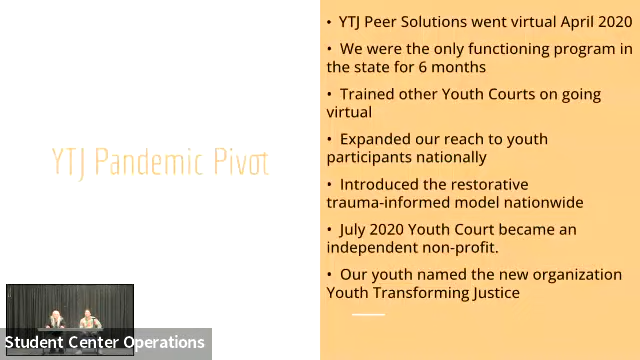 YTJ Pandemic Pivot
• YTJ Peer Solutions went virtual April 2020
• We were the only functioning program in
the state for 6 months
• Trained other Youth Courts on going
virtual
• Expanded our reach to youth
participants nationally
• Introduced the restorative
trauma-informed model nationwide
• July 2020 Youth Court became an
independent non-profit.
• Our youth named the new organization
Youth Transforming Justice
Student Center Operations